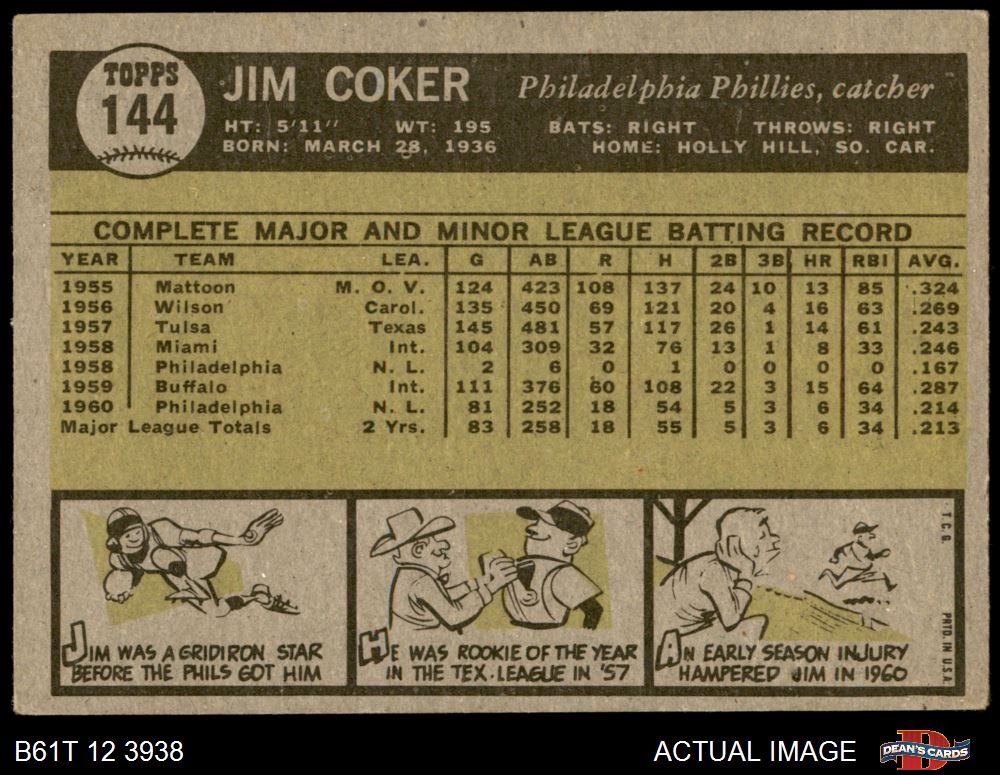 TOPPS
144
JIM COKER
Philadelphia Phillies, catcher
HT: 5'11" WT: 195 BATS: RIGHT THROWS: RIGHT
BORN: MARCH 28, 1936 HOME: HOLLY HILL, SO. CAR.
COMPLETE MAJOR AND MINOR LEAGUE BATTING RECORD
YEAR TEAM LEA. G AB R H 2B 3B HR RBI AVG.
1955 Mattoon M. O. V. 124 423 108 137 24 10 13 85 .324
1956 Wilson Carol. 135 450 69 121 20 4 16 63 .269
1957 Tulsa Texas 145 481 57 117 26 1 14 61 .243
1958 Miami Int. 104 309 32 76 13 1 8 33 .246
1958 Philadelphia N. L. 2 6 0 1 0 0 0 0 .167
1959 Buffalo Int. 111 376 60 108 22 3 15 64 .287
1960 Philadelphia N. L. 81 252 18 54 5 3 6 34 .214
Major League Totals 2 Yrs. 83 258 18 55 5 3 6 34 .213
JIM WAS A GRIDIRON STAR
BEFORE THE PHILS GOT HIM
HE WAS ROOKIE OF THE YEAR
IN THE TEX. LEAGUE IN '57
AN EARLY SEASON INJURY
HAMPERED JIM IN 1960
T.C.G.
PRTD. IN U.S.A.
B61T 12 3938
ACTUAL IMAGE
D
DEAN'S CARDS